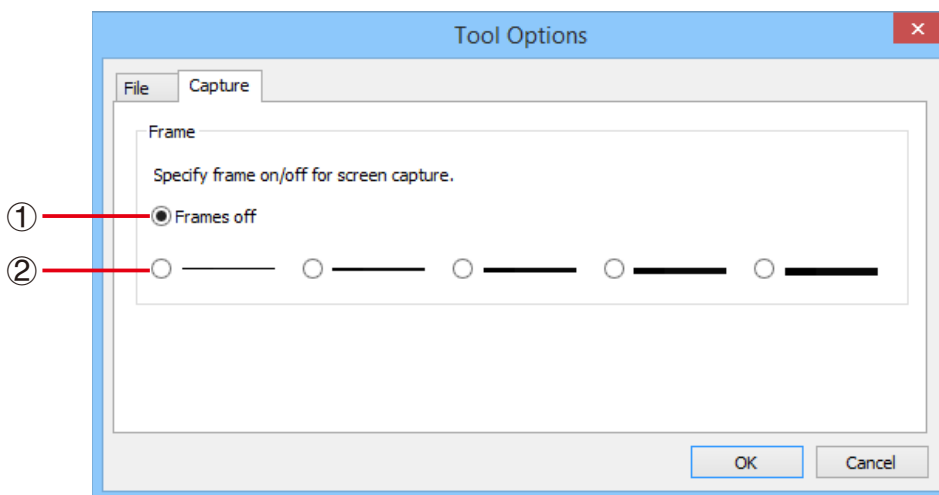 Tool Options
File Capture
Frame
Specify frame on/off for screen capture.
① Frames off
②
OK Cancel